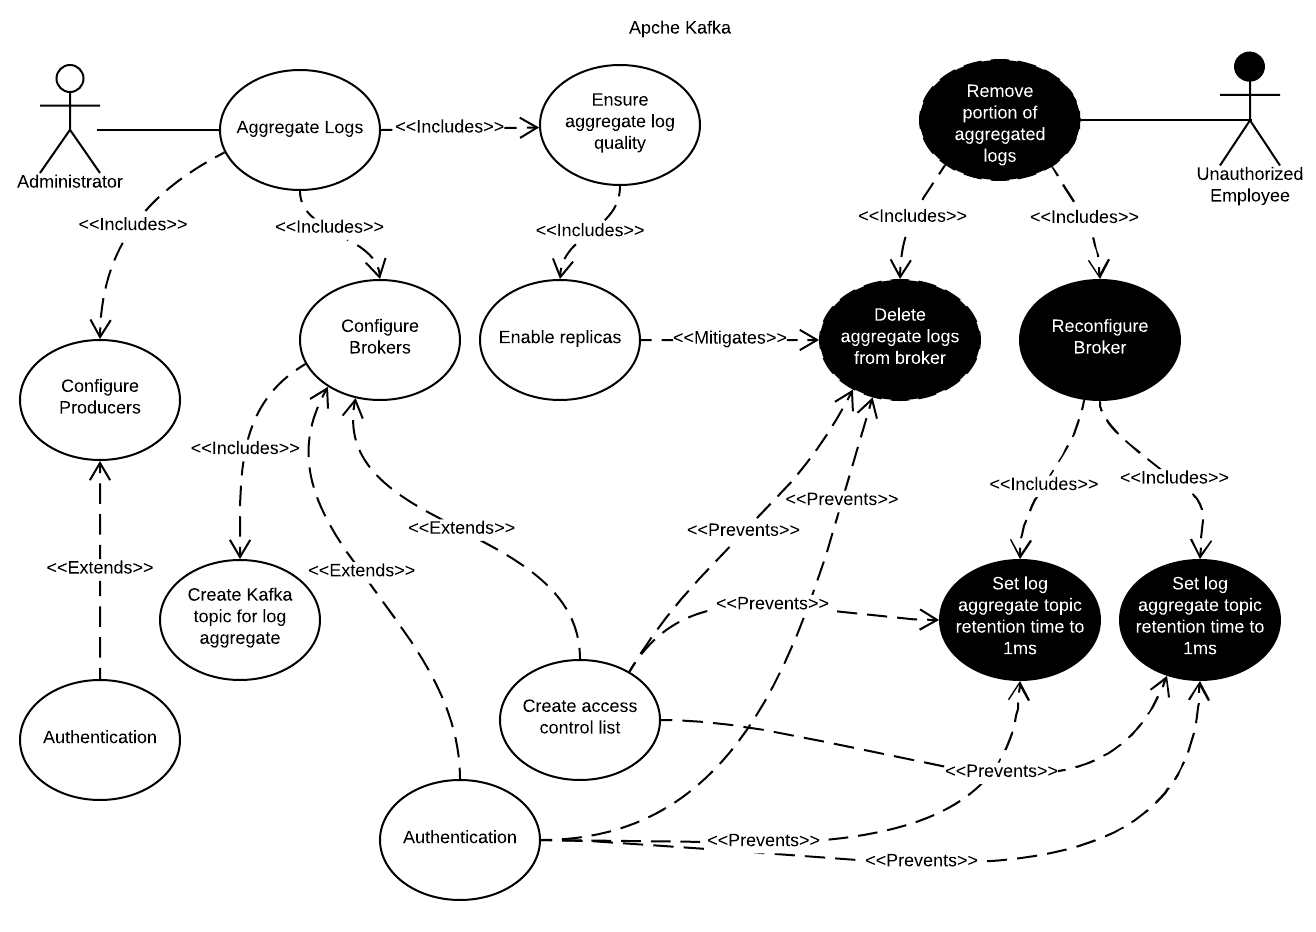 Apche Kafka
Administrator
Aggregate Logs
<<Includes>>
Ensure
aggregate log
quality
Remove
portion of
aggregated
logs
Unauthorized
Employee
<<Includes>>
<<Includes>>
<<Includes>>
<<Includes>>
<<Includes>>
Configure
Producers
Configure
Brokers
Enable replicas
<<Mitigates>>
Delete
aggregate logs
from broker
Reconfigure
Broker
<<Includes>>
<<Extends>>
<<Prevents>>
<<Prevents>>
<<Includes>>
<<Includes>>
<<Extends>>
<<Extends>>
Create Kafka
topic for log
aggregate
<<Prevents>>
Set log
aggregate topic
retention time to
1ms
Set log
aggregate topic
retention time to
1ms
Authentication
Create access
control list
<<Prevents>>
Authentication
<<Prevents>>
<<Prevents>>